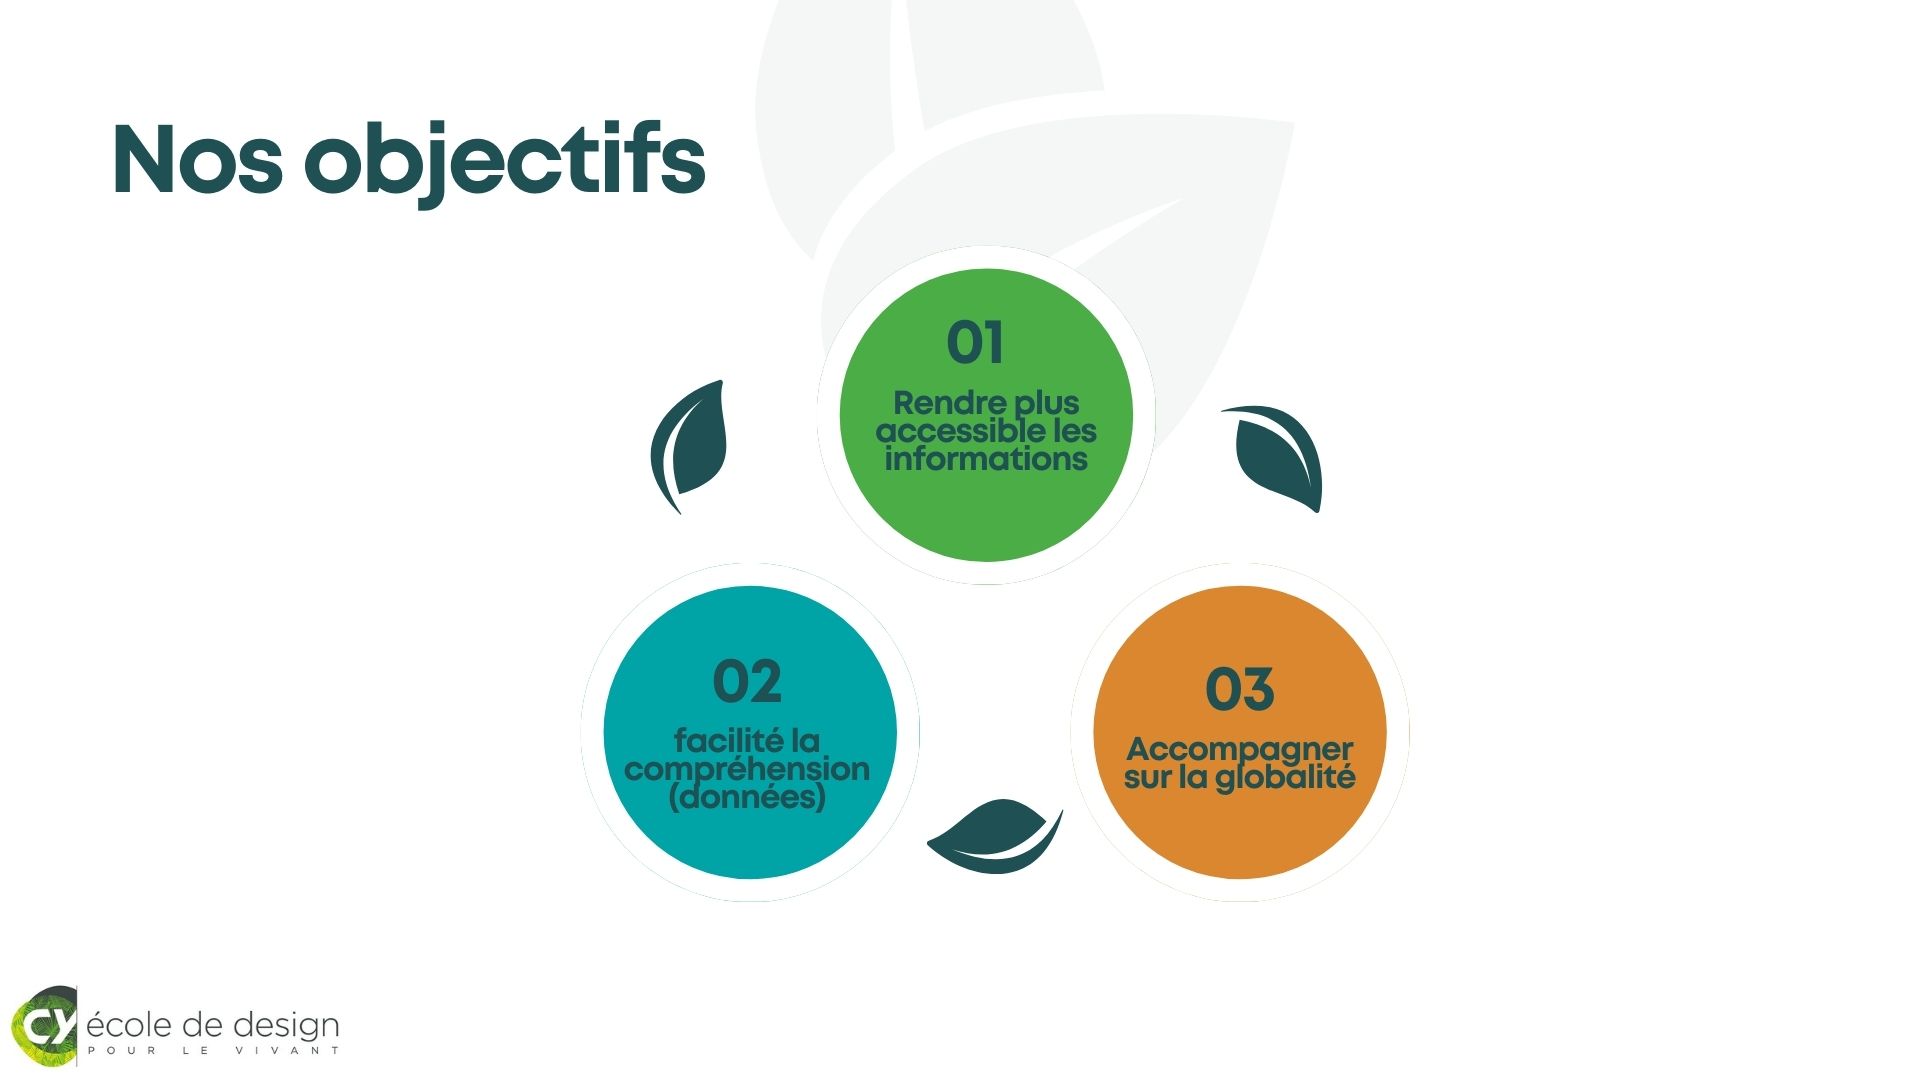 Nos objectifs
01
Rendre plus
accessible les
informations
02
facilité la
compréhension
(données)
03
Accompagner
sur la globalité
CY école de design
POUR LE VIVANT